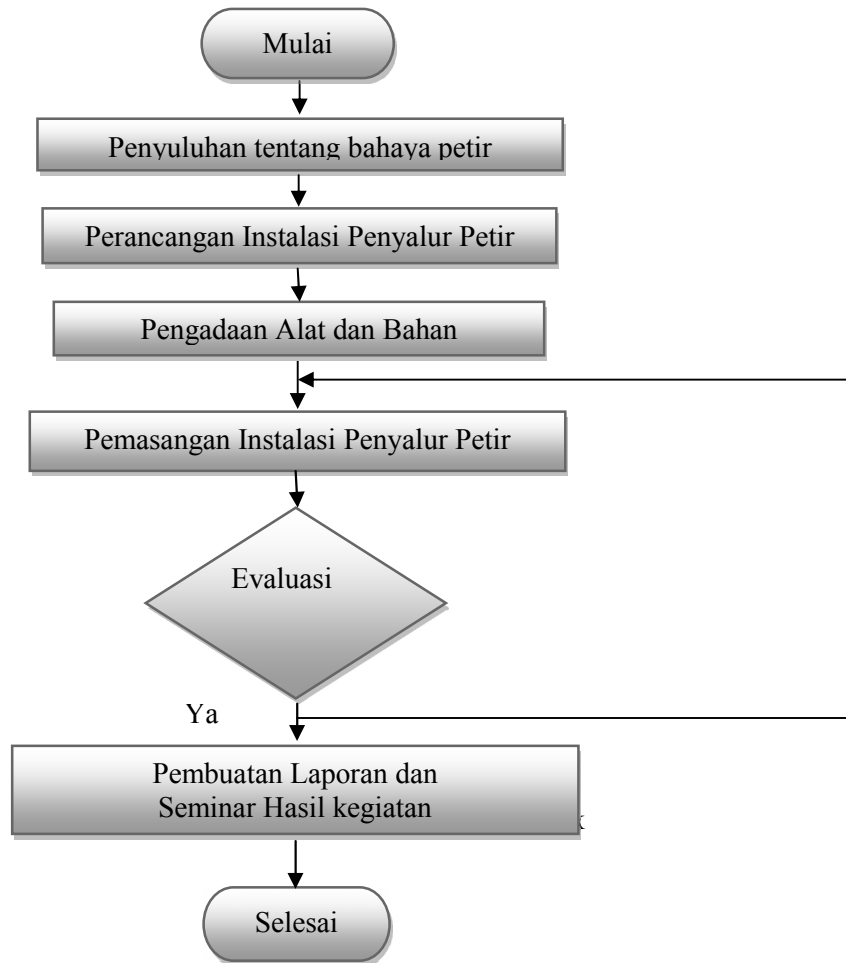 Mulai
Penyuluhan tentang bahaya petir
Perancangan Instalasi Penyalur Petir
Pengadaan Alat dan Bahan
Pemasangan Instalasi Penyalur Petir
Evaluasi
Ya
Pembuatan Laporan dan
Seminar Hasil kegiatan
Selesai